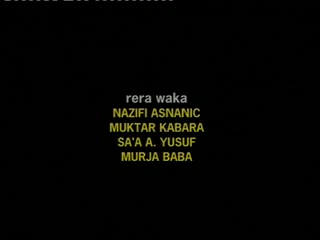 rera waka
NAZIFI ASNANIC
MUKTAR KABARA
SA'A A. YUSUF
MURJA BABA